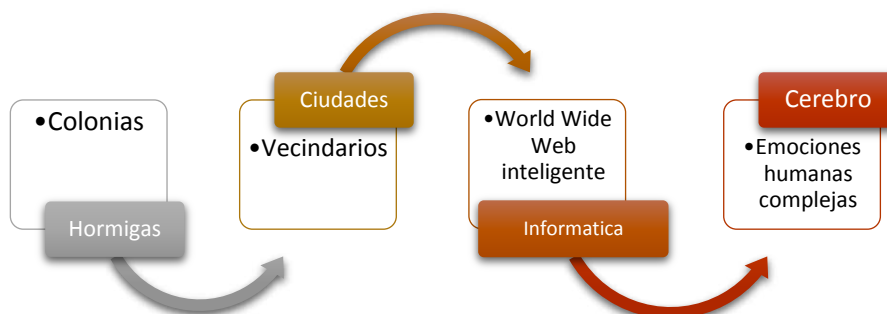 •Colonias
Hormigas
Ciudades
•Vecindarios
•World Wide
Web
inteligente
Informatica
Cerebro
•Emociones
humanas
complejas